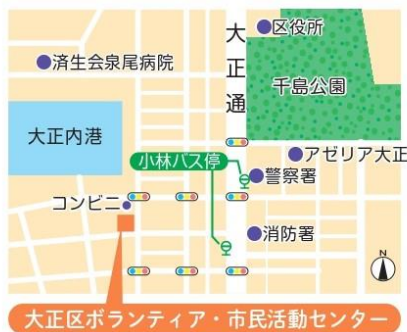 区役所
大正通
済生会泉尾病院
千島公園
大正内港
小林バス停
アゼリア大正
警察署
コンビニ
消防署
N
大正区ボランティア・市民活動センター